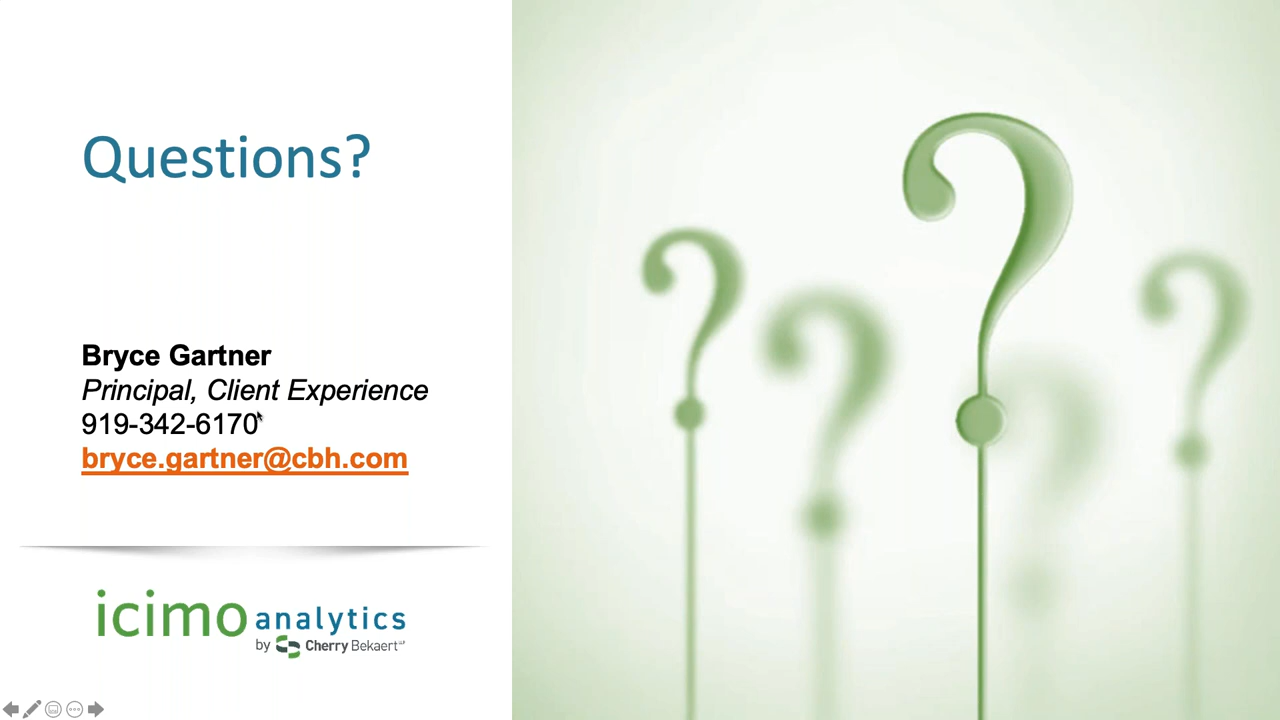 Questions?
Bryce Gartner
Principal, Client Experience
919-342-6170
bryce.gartner@cbh.com
icimo analytics
by Cherry Bekaert